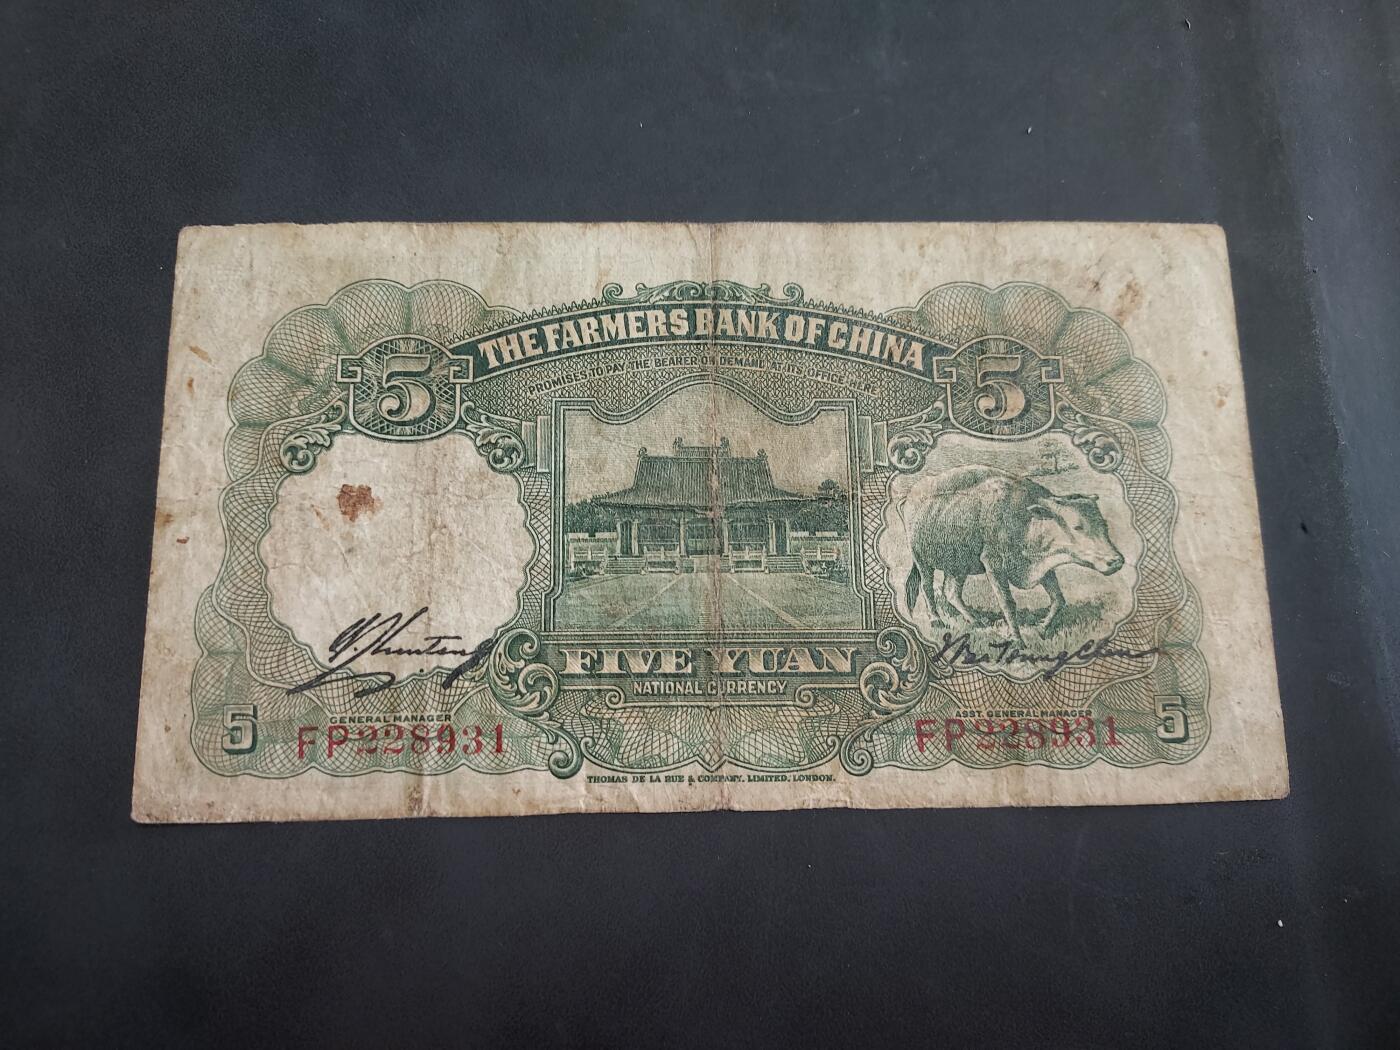 THE FARMERS BANK OF CHINA
PROMISES TO PAY THE BEARER ON DEMAND AT ITS OFFICE HERE
5 5
FIVE YUAN
NATIONAL CURRENCY
GENERAL MANAGER
ASST. GENERAL MANAGER
5 FP228931
FP228931 5
THOMAS DE LA RUE & COMPANY, LIMITED, LONDON.